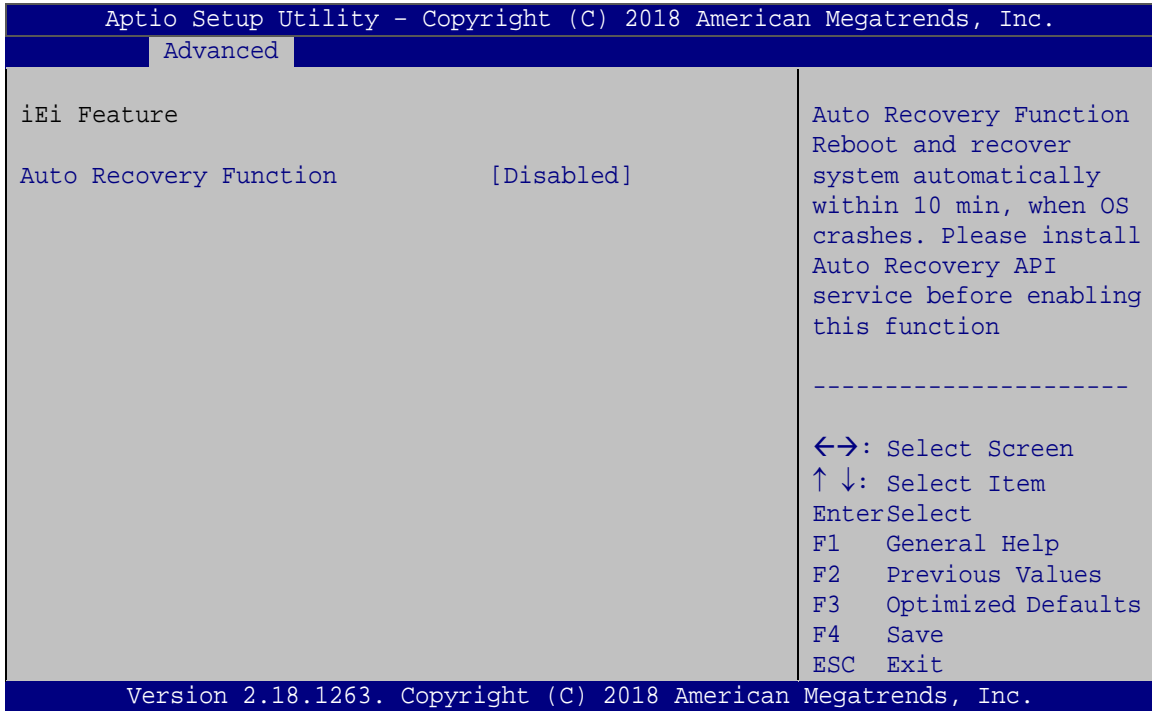 Aptio Setup Utility – Copyright (C) 2018 American Megatrends, Inc.
Advanced
iEi Feature
Auto Recovery Function [Disabled]
Auto Recovery Function
Reboot and recover
system automatically
within 10 min, when OS
crashes. Please install
Auto Recovery API
service before enabling
this function
----------------------
←→: Select Screen
↑ ↓: Select Item
EnterSelect
F1 General Help
F2 Previous Values
F3 Optimized Defaults
F4 Save
ESC Exit
Version 2.18.1263. Copyright (C) 2018 American Megatrends, Inc.